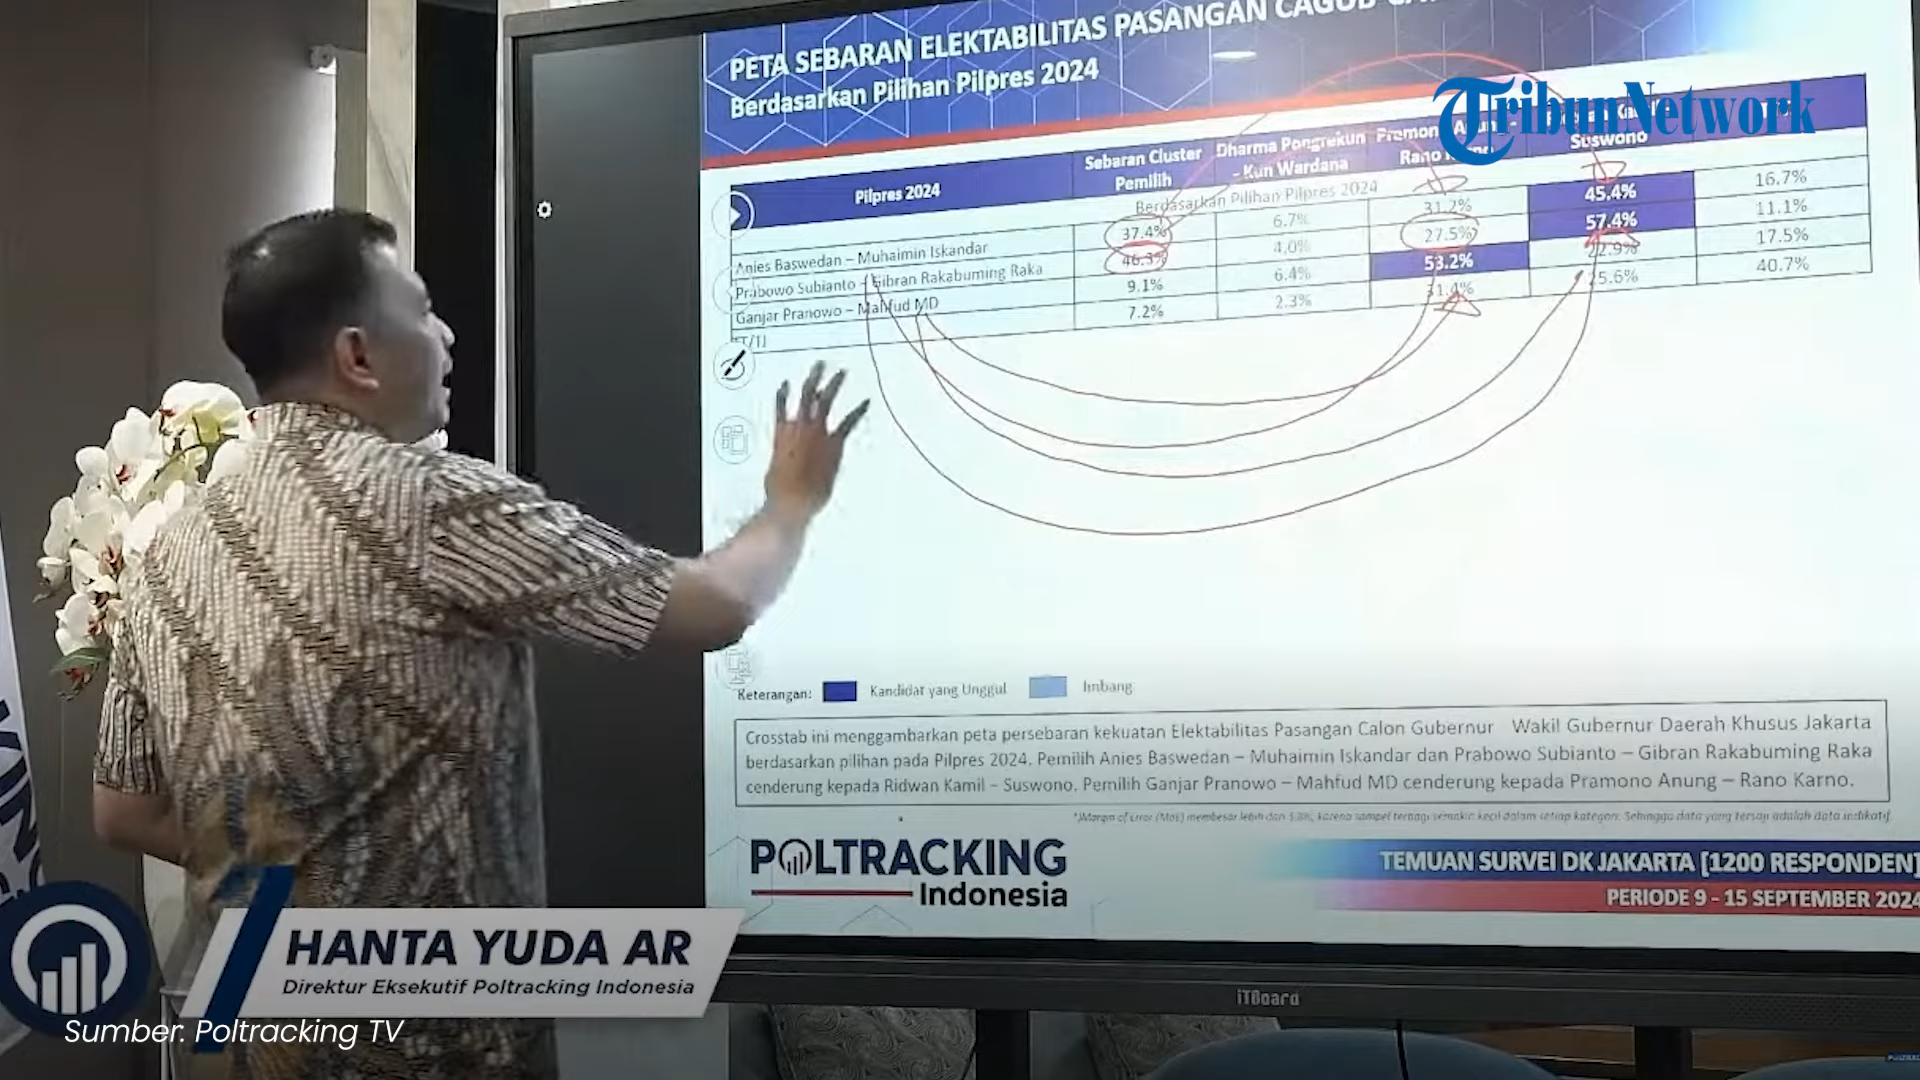 PETA SEBARAN ELEKTABILITAS PASANGAN CAGUB
Berdasarkan Pilihan Pilpres 2024
TribunNetwork
Pilpres 2024
Sebaran Cluster Pemilih
Dharma Pongrekun - Kun Wardana
Rano
Suswono
Berdasarkan Pilihan Pilpres 2024
Anies Baswedan – Muhaimin Iskandar 37.4% 6.7% 31.2% 45.4% 16.7%
Prabowo Subianto – Gibran Rakabuming Raka 46.3% 4.0% 27.5% 57.4% 11.1%
Ganjar Pranowo – Mahfud MD 9.1% 6.4% 53.2% 22.9% 17.5%
7.2% 2.3% 31.4% 25.6% 40.7%
Keterangan: Kandidat yang Unggul Imbang
Crosstab ini menggambarkan peta persebaran kekuatan Elektabilitas Pasangan Calon Gubernur Wakil Gubernur Daerah Khusus Jakarta
berdasarkan pilihan pada Pilpres 2024. Pemilih Anies Baswedan – Muhaimin Iskandar dan Prabowo Subianto – Gibran Rakabuming Raka
cenderung kepada Ridwan Kamil – Suswono. Pemilih Ganjar Pranowo – Mahfud MD cenderung kepada Pramono Anung – Rano Karno.
POLTRACKING
Indonesia
TEMUAN SURVEI DK JAKARTA [1200 RESPONDEN]
PERIODE 9 - 15 SEPTEMBER 2024
iTBoard
HANTA YUDA AR
Direktur Eksekutif Poltracking Indonesia
Sumber: Poltracking TV